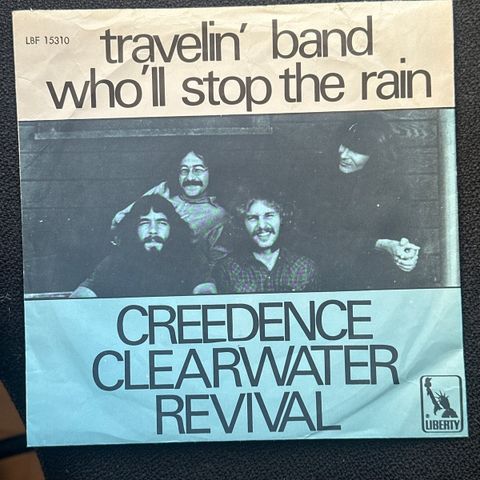 LBF 15310
travelin' band
who'll stop the rain
CREEDENCE
CLEARWATER
REVIVAL
LIBERTY